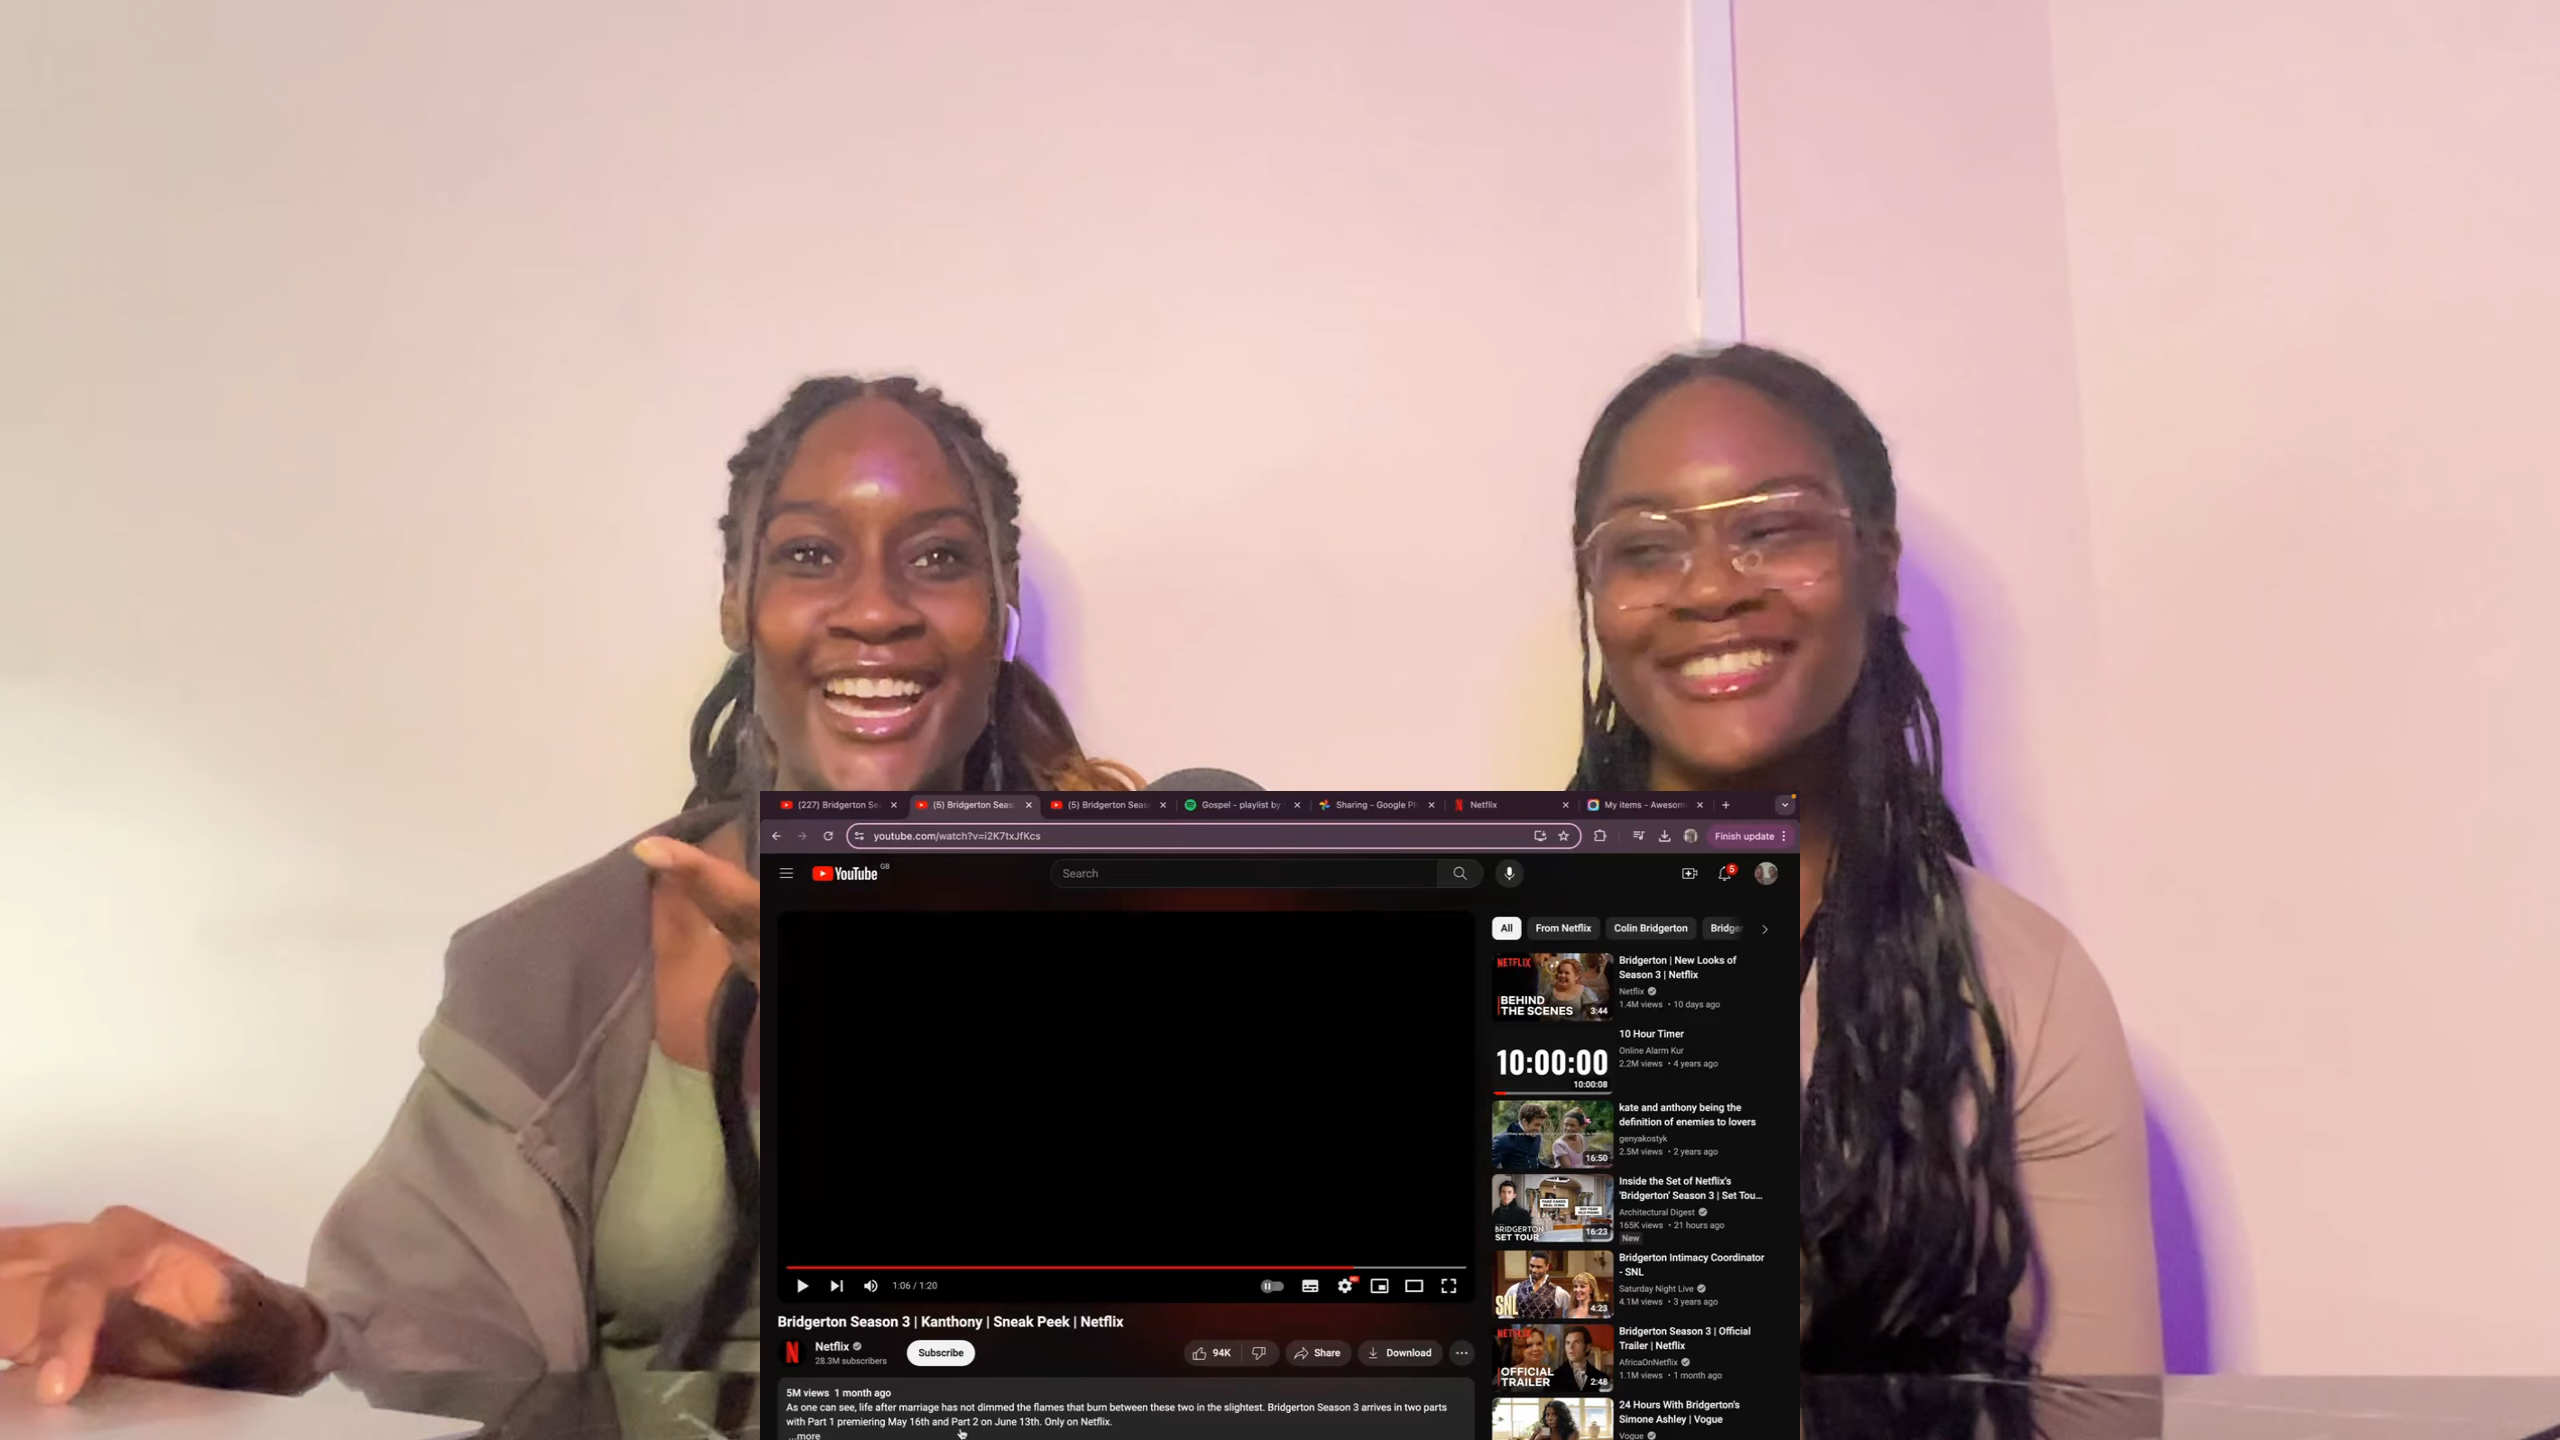 (227) Bridgerton Se
(5) Bridgerton Seas
(5) Bridgerton Seas
Gospel - playlist by
Sharing - Google Ph
Netflix
My items - Awesom
youtube.com/watch?v=i2K7txJfKcs
Finish update
YouTube GB
Search
5
All
From Netflix
Colin Bridgerton
Bridger
NETFLIX
BEHIND
THE SCENES
3:44
Bridgerton | New Looks of
Season 3 | Netflix
Netflix
1.4M views • 10 days ago
10:00:00
10:00:08
10 Hour Timer
Online Alarm Kur
2.2M views • 4 years ago
16:50
kate and anthony being the
definition of enemies to lovers
genyakostyk
2.5M views • 2 years ago
BRIDGERTON
SET TOUR
16:23
Inside the Set of Netflix's
'Bridgerton' Season 3 | Set Tou...
Architectural Digest
165K views • 21 hours ago
New
SNL
4:23
Bridgerton Intimacy Coordinator
- SNL
Saturday Night Live
4.1M views • 3 years ago
NETFLIX
OFFICIAL
TRAILER
2:48
Bridgerton Season 3 | Official
Trailer | Netflix
AfricaOnNetflix
1.1M views • 1 month ago
24 Hours With Bridgerton's
Simone Ashley | Vogue
Vogue
1:06 / 1:20
Bridgerton Season 3 | Kanthony | Sneak Peek | Netflix
Netflix
28.3M subscribers
Subscribe
94K
Share
Download
5M views 1 month ago
As one can see, life after marriage has not dimmed the flames that burn between these two in the slightest. Bridgerton Season 3 arrives in two parts
with Part 1 premiering May 16th and Part 2 on June 13th. Only on Netflix.
...more